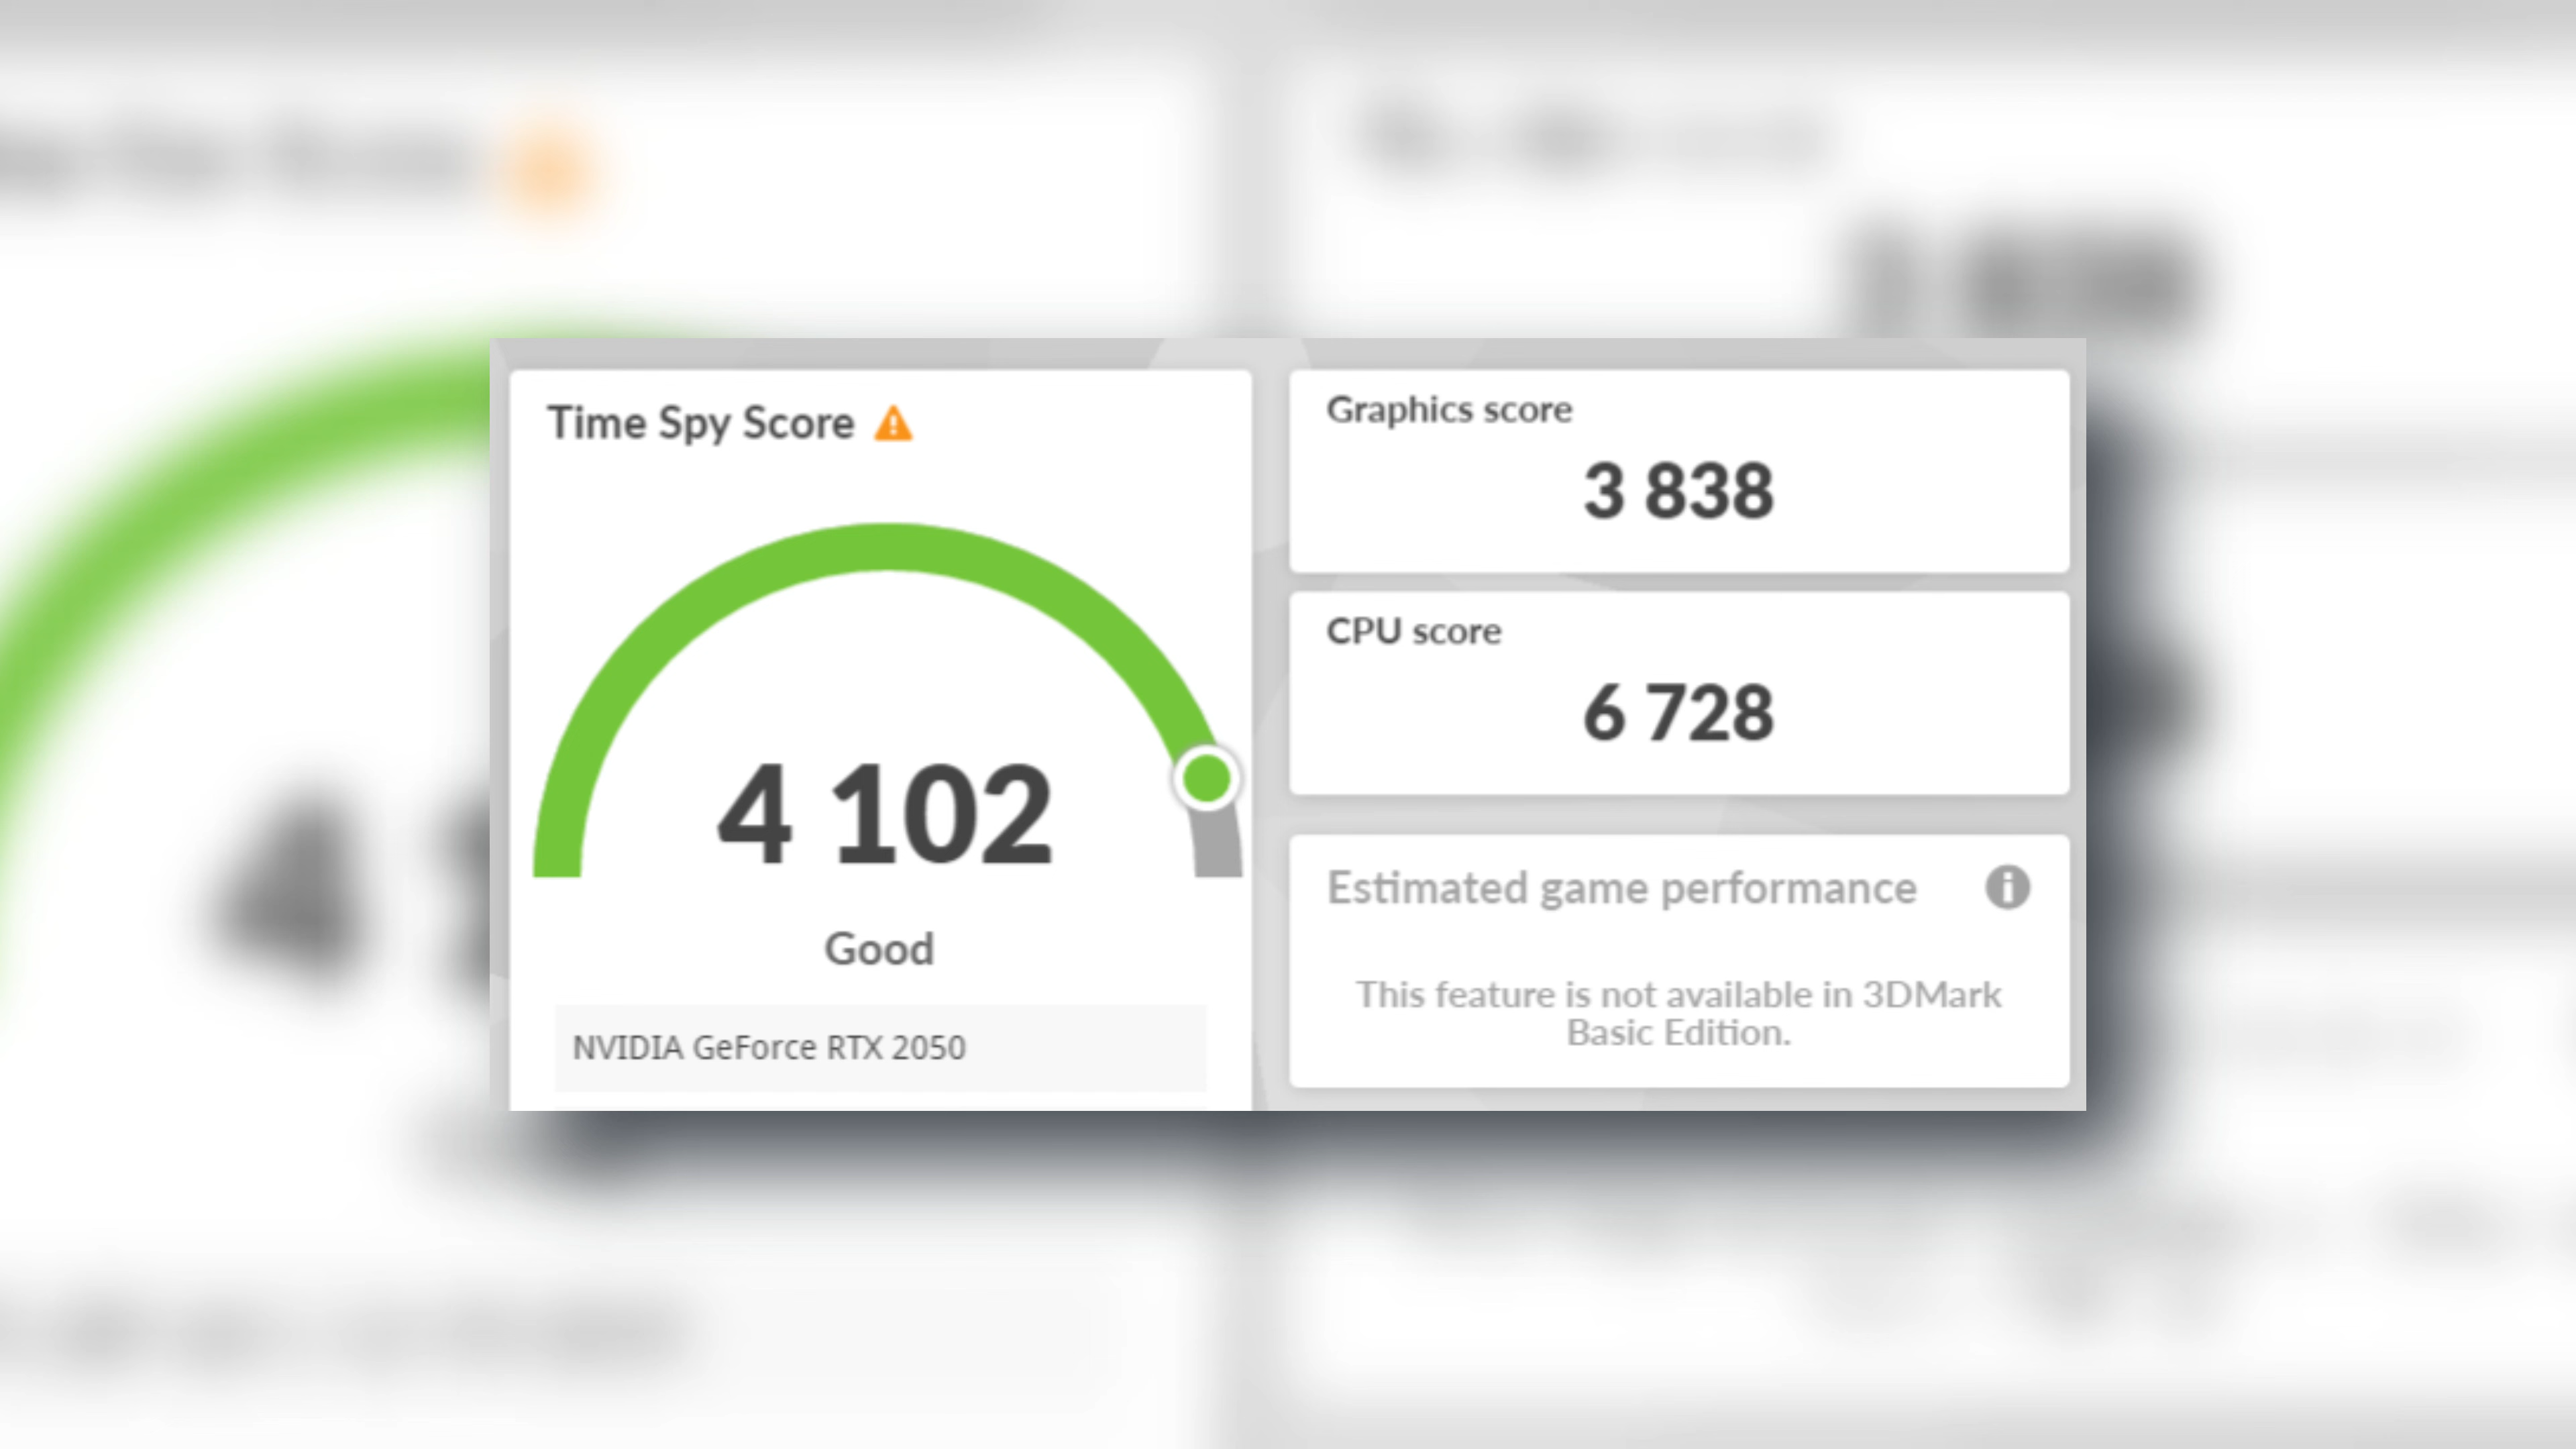 Time Spy Score
4 102
Good
NVIDIA GeForce RTX 2050
Graphics score
3 838
CPU score
6 728
Estimated game performance
This feature is not available in 3DMark
Basic Edition.